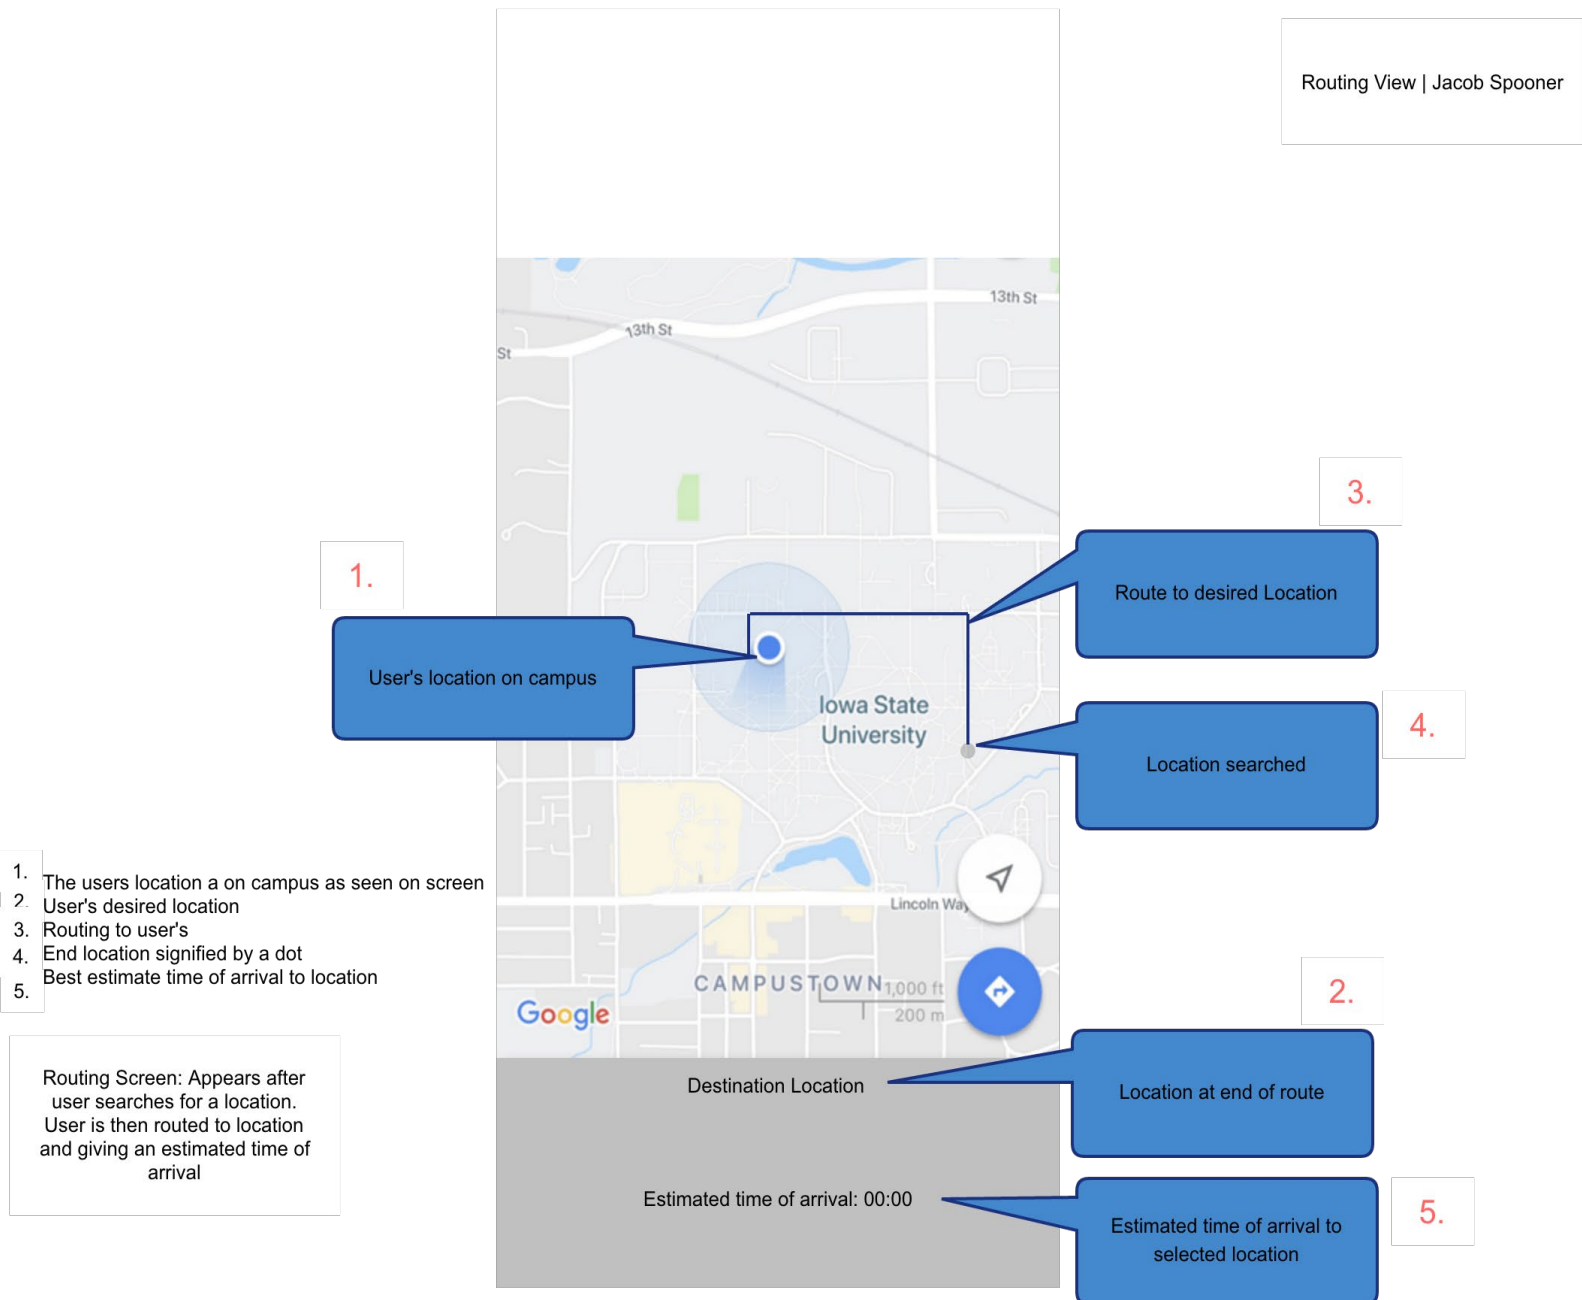 Routing View | Jacob Spooner
13th St
13th St
St
3.
Route to desired Location
1.
User's location on campus
4.
Location searched
Iowa State
University
1. The users location a on campus as seen on screen
2. User's desired location
3. Routing to user's
4. End location signified by a dot
5. Best estimate time of arrival to location
Lincoln Way
CAMPUSTOWN
1,000 ft
200 m
Google
2.
Location at end of route
Routing Screen: Appears after
user searches for a location.
User is then routed to location
and giving an estimated time of
arrival
Destination Location
Estimated time of arrival: 00:00
5.
Estimated time of arrival to
selected location